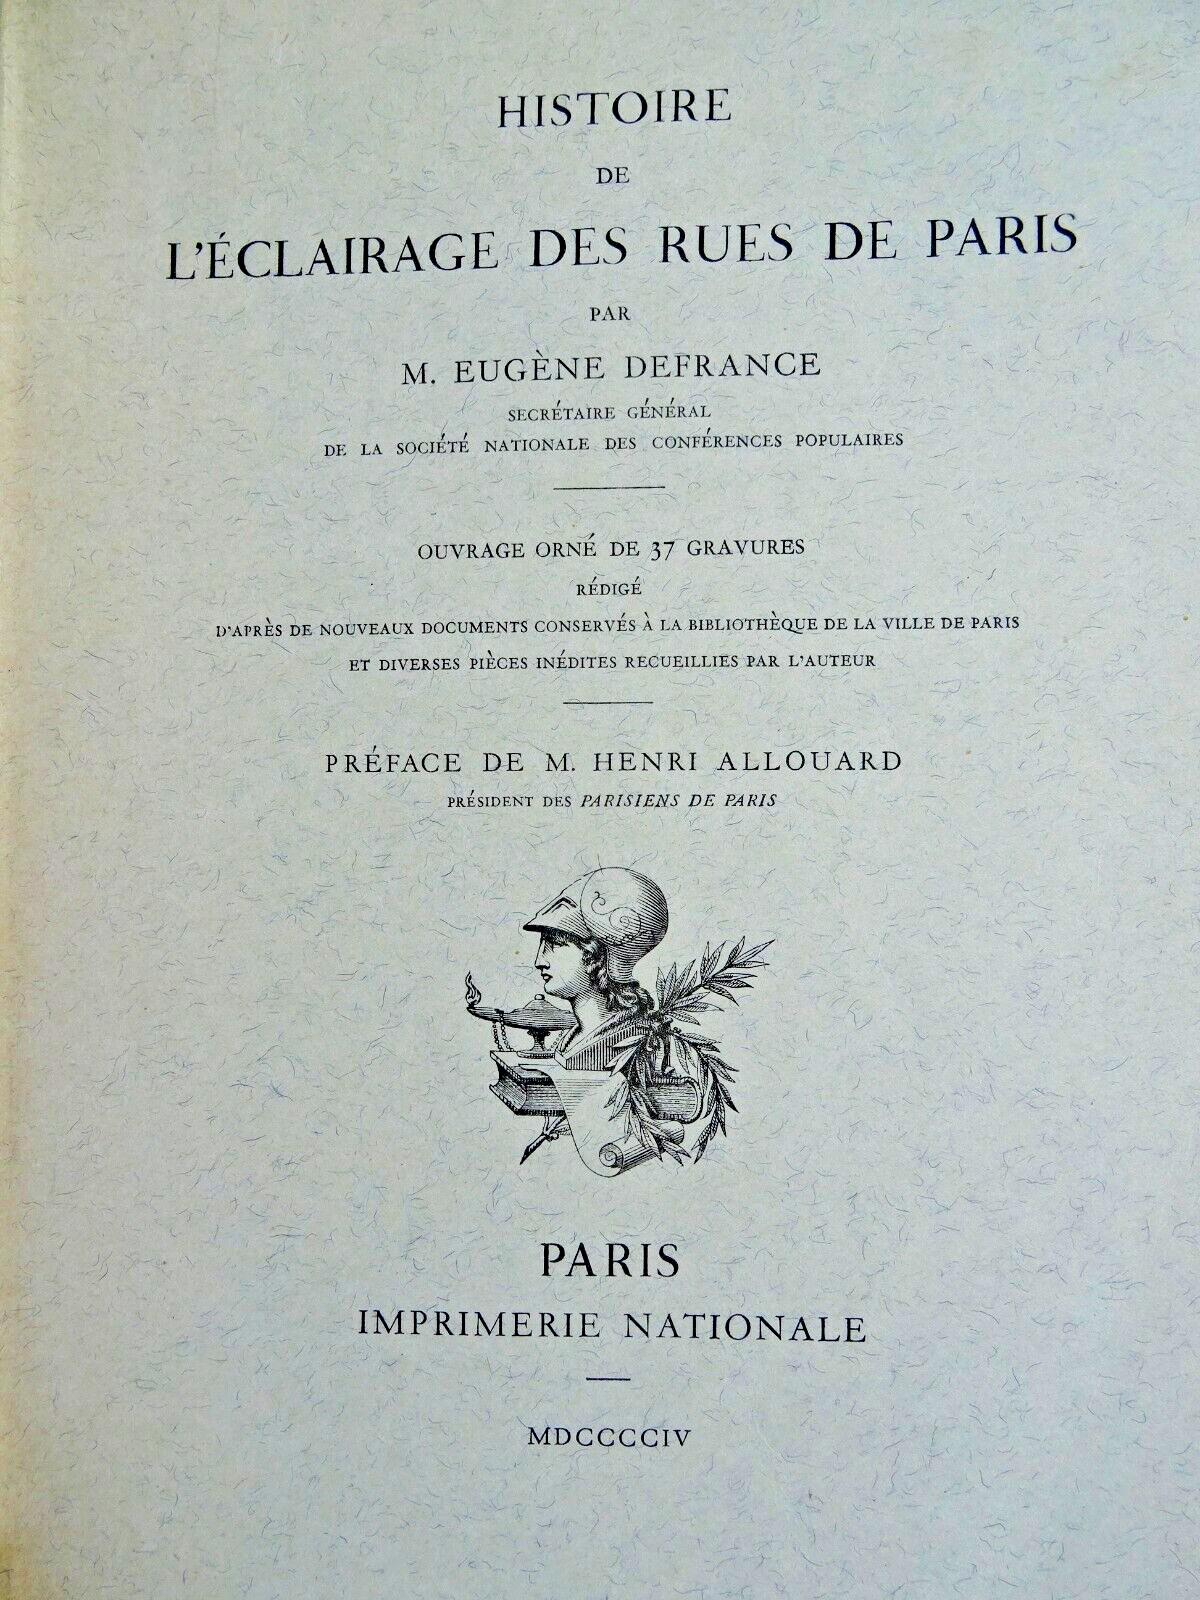 HISTOIRE
DE
L'ÉCLAIRAGE DES RUES DE PARIS
PAR
M. EUGÈNE DEFRANCE
SECRÉTAIRE GÉNÉRAL
DE LA SOCIÉTÉ NATIONALE DES CONFÉRENCES POPULAIRES
OUVRAGE ORNÉ DE 37 GRAVURES
RÉDIGÉ
D'APRÈS DE NOUVEAUX DOCUMENTS CONSERVÉS À LA BIBLIOTHÈQUE DE LA VILLE DE PARIS
ET DIVERSES PIÈCES INÉDITES RECUEILLIES PAR L'AUTEUR
PRÉFACE DE M. HENRI ALLOUARD
PRÉSIDENT DES PARISIENS DE PARIS
PARIS
IMPRIMERIE NATIONALE
MDCCCCIV